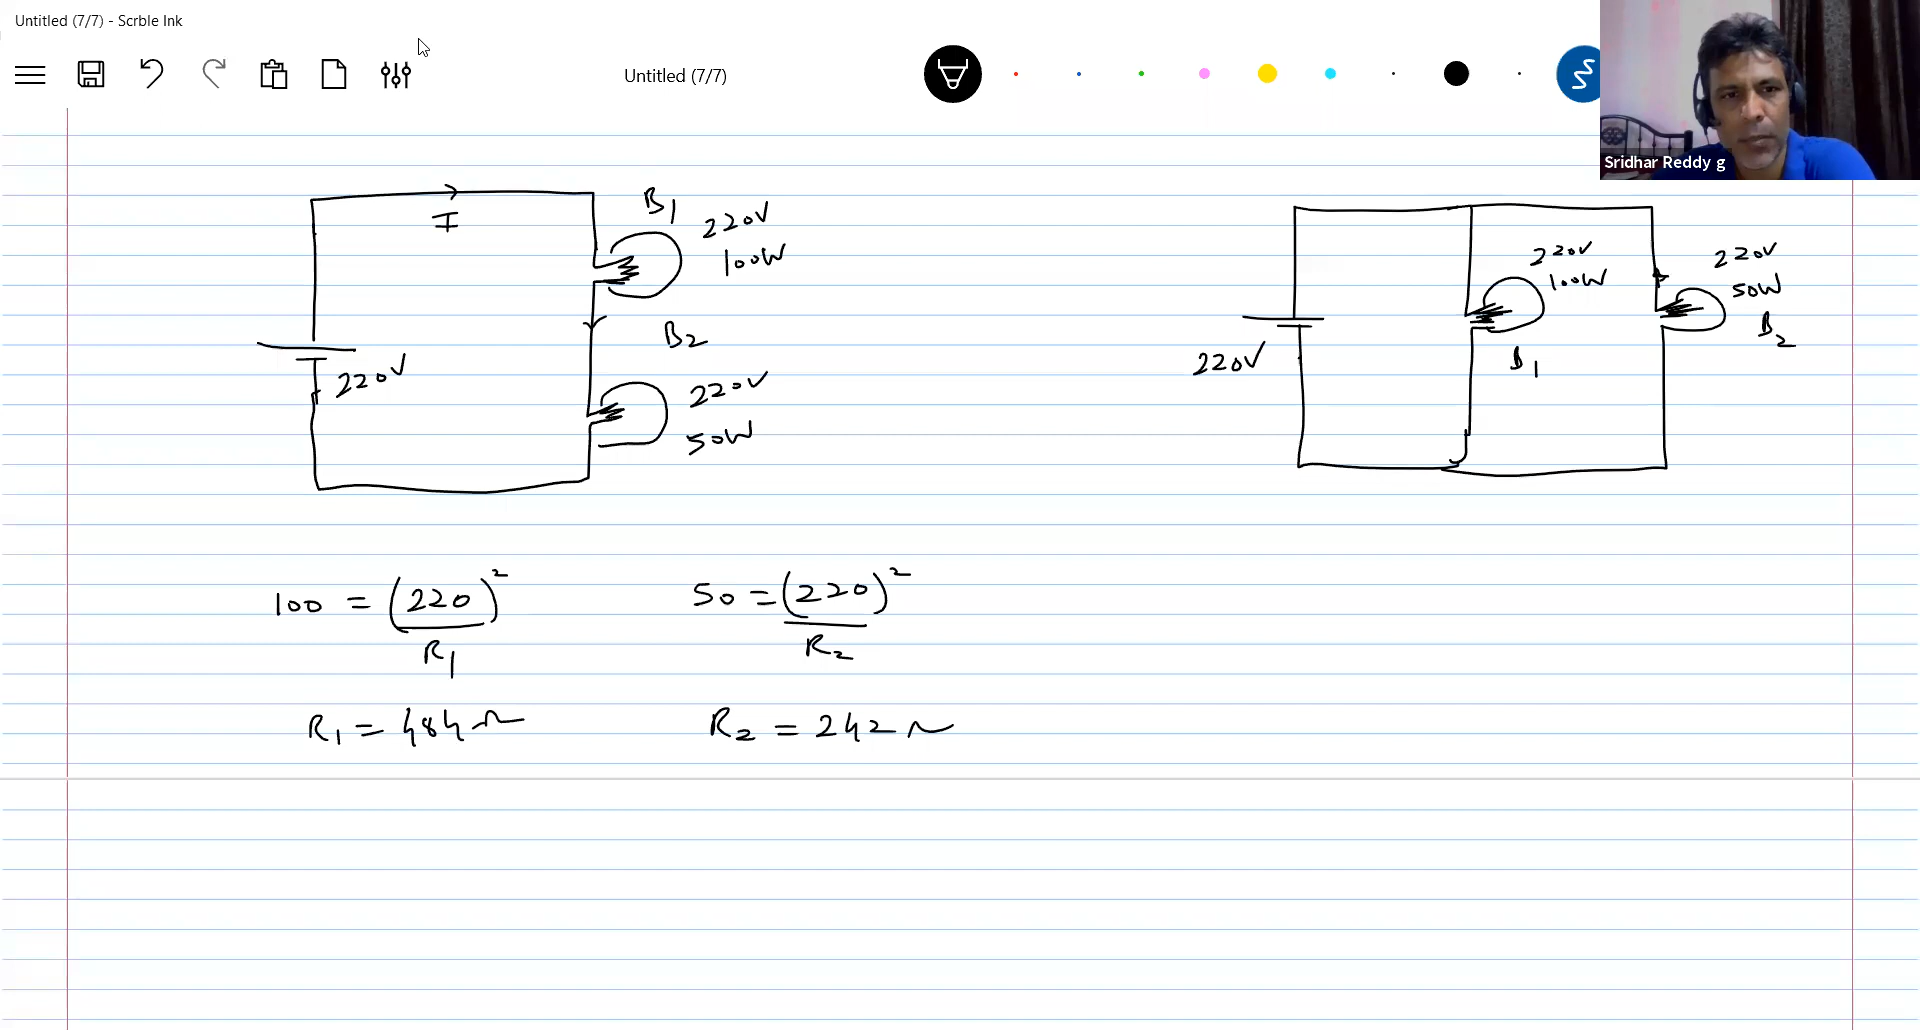 Untitled (7/7) - Scrble Ink
Untitled (7/7)
Sridhar Reddy g
I
B1
220V
100W
220V
B2
220V
50W
220V
220V
100W
B1
220V
50W
B2
100 = (220)² / R1
50 = (220)² / R2
R1 = 484 Ω
R2 = 242 Ω